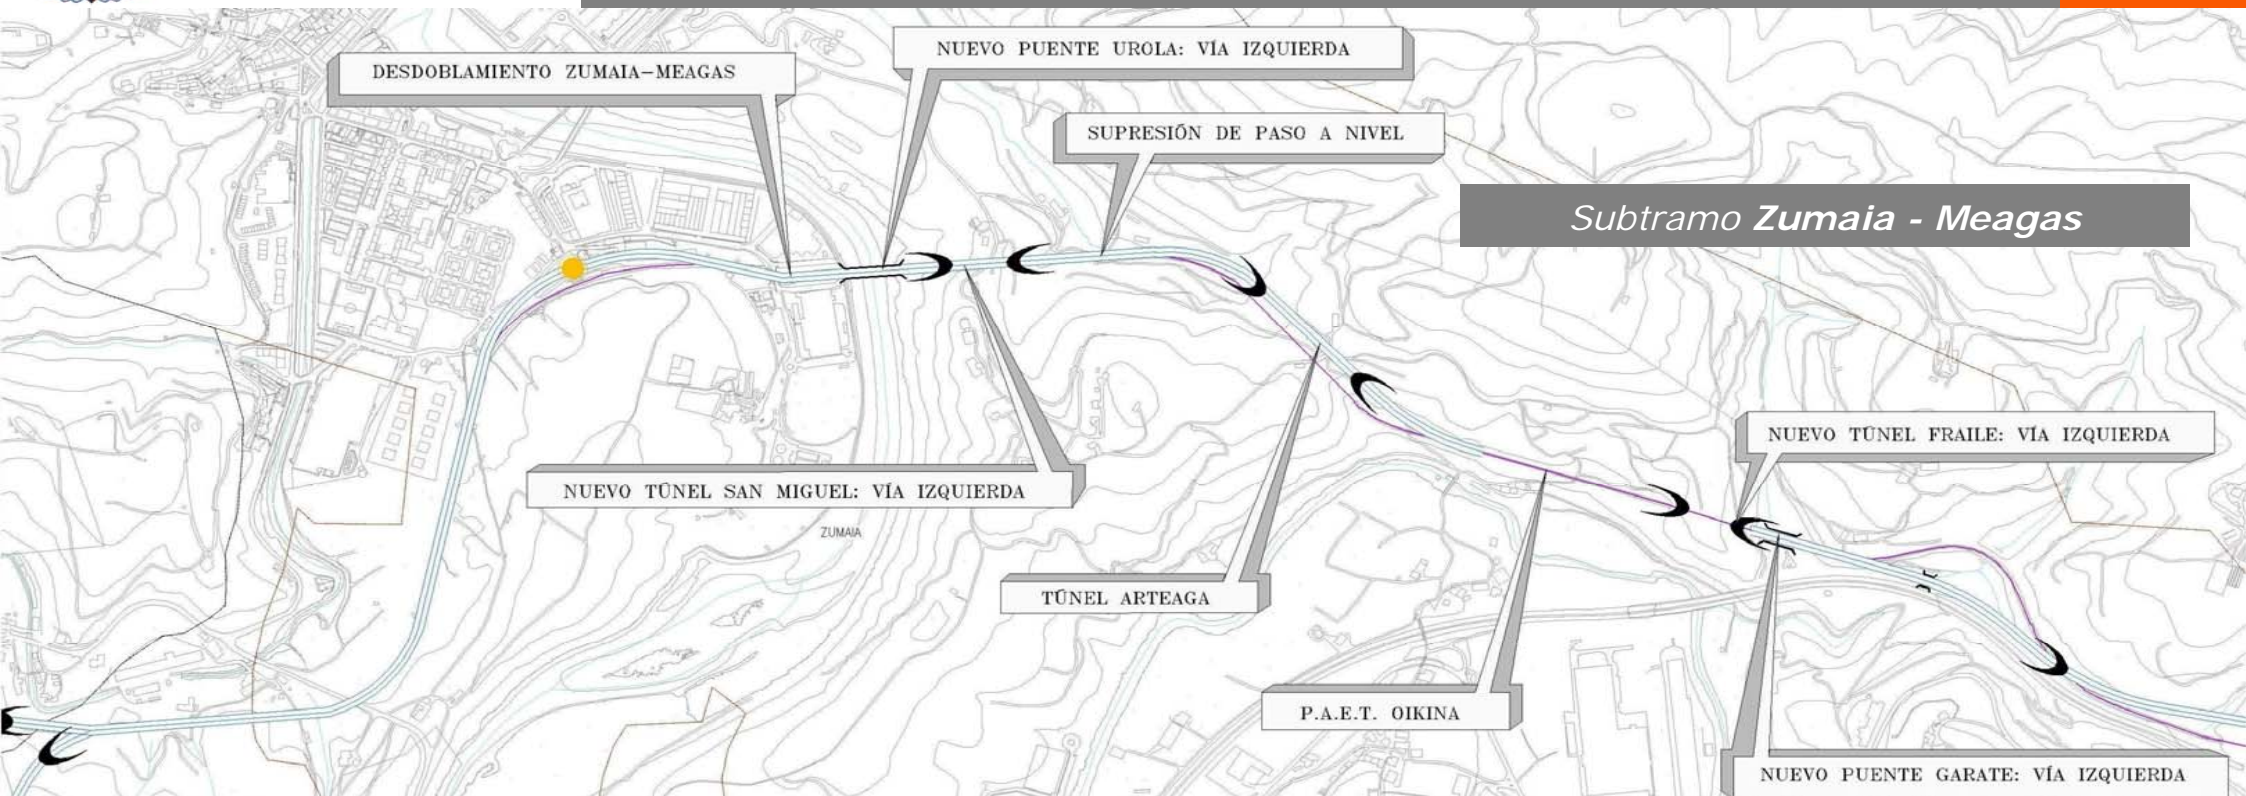 NUEVO PUENTE UROLA: VÍA IZQUIERDA
DESDOBLAMIENTO ZUMAIA-MEAGAS
SUPRESIÓN DE PASO A NIVEL
Subtramo Zumaia - Meagas
NUEVO TÚNEL FRAILE: VÍA IZQUIERDA
NUEVO TÚNEL SAN MIGUEL: VÍA IZQUIERDA
ZUMAIA
TÚNEL ARTEAGA
P.A.E.T. OIKINA
NUEVO PUENTE GARATE: VÍA IZQUIERDA